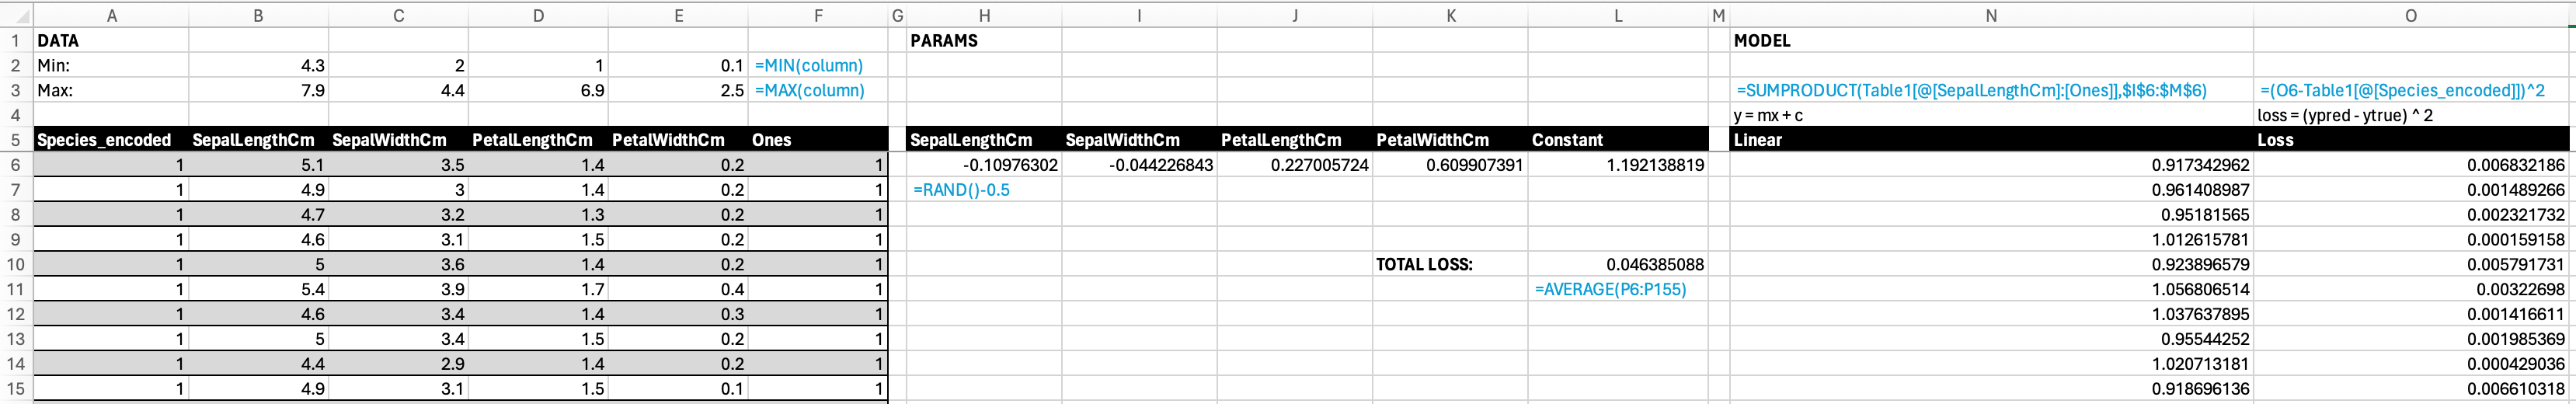 A B C D E F G H I J K L M N O
1 DATA PARAMS MODEL
2 Min: 4.3 2 1 0.1 =MIN(column)
3 Max: 7.9 4.4 6.9 2.5 =MAX(column) =SUMPRODUCT(Table1[@[SepalLengthCm]:[Ones]],$I$6:$M$6) =(O6-Table1[@[Species_encoded]])^2
4 y = mx + c loss = (ypred - ytrue) ^ 2
5 Species_encoded SepalLengthCm SepalWidthCm PetalLengthCm PetalWidthCm Ones SepalLengthCm SepalWidthCm PetalLengthCm PetalWidthCm Constant Linear Loss
6 1 5.1 3.5 1.4 0.2 1 -0.10976302 -0.044226843 0.227005724 0.609907391 1.192138819 0.917342962 0.006832186
7 1 4.9 3 1.4 0.2 1 =RAND()-0.5 0.961408987 0.001489266
8 1 4.7 3.2 1.3 0.2 1 0.95181565 0.002321732
9 1 4.6 3.1 1.5 0.2 1 1.012615781 0.000159158
10 1 5 3.6 1.4 0.2 1 TOTAL LOSS: 0.046385088 0.923896579 0.005791731
11 1 5.4 3.9 1.7 0.4 1 =AVERAGE(P6:P155) 1.056806514 0.00322698
12 1 4.6 3.4 1.4 0.3 1 1.037637895 0.001416611
13 1 5 3.4 1.5 0.2 1 0.95544252 0.001985369
14 1 4.4 2.9 1.4 0.2 1 1.020713181 0.000429036
15 1 4.9 3.1 1.5 0.1 1 0.918696136 0.006610318